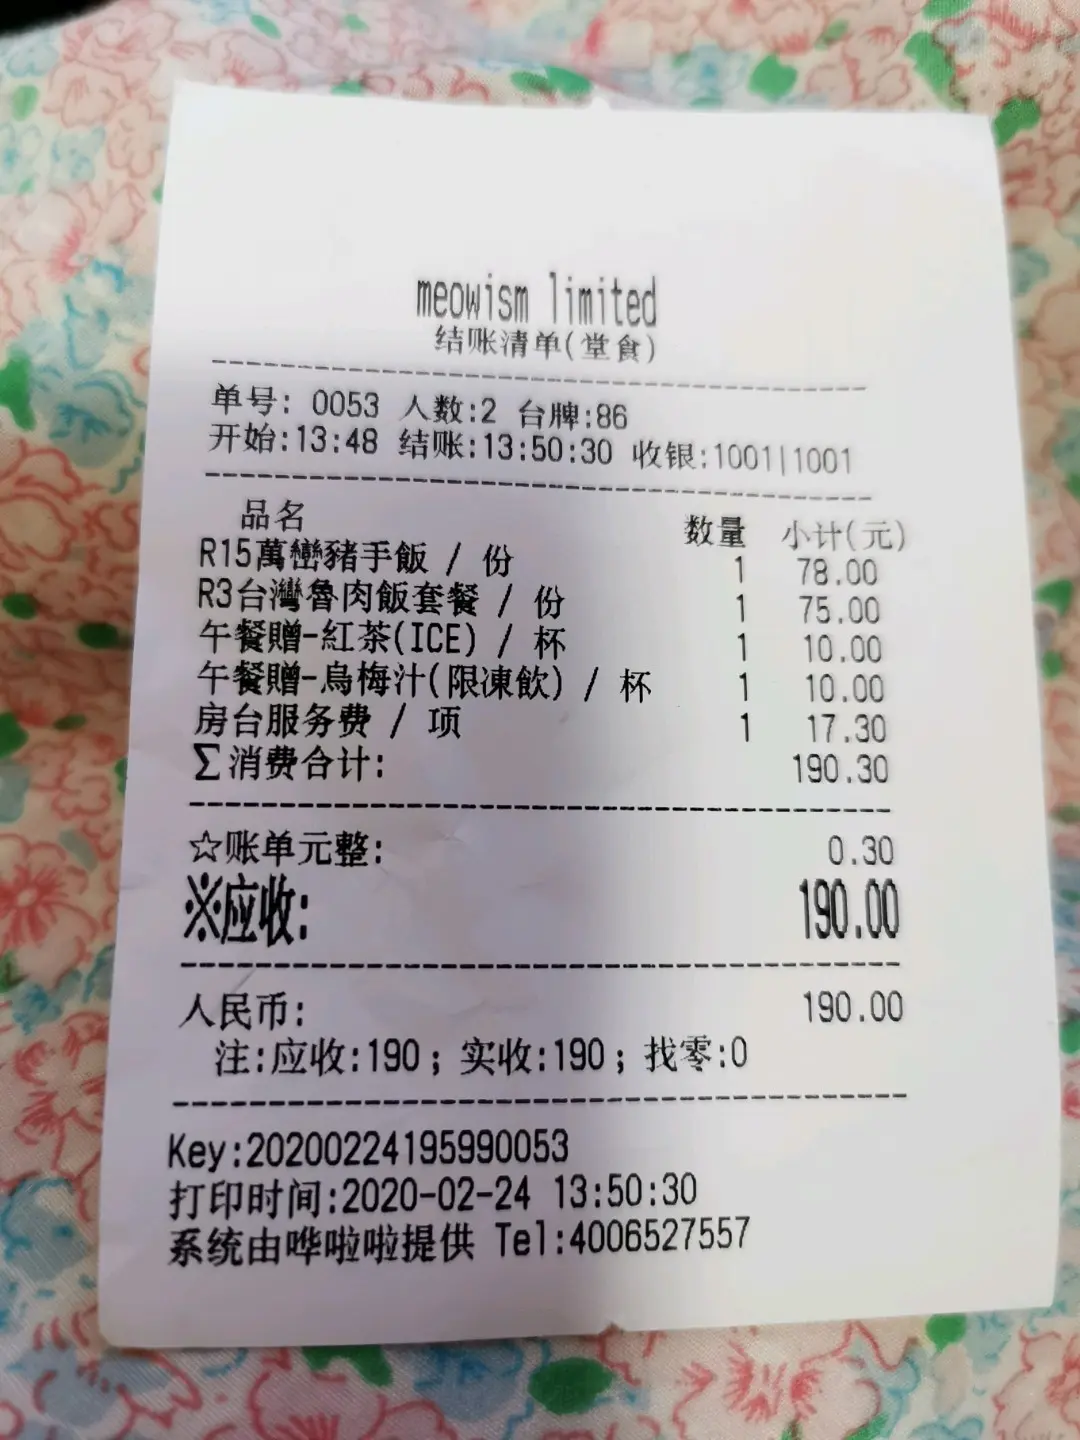 meowism limited
结账清单(堂食)
单号: 0053 人数:2 台牌:86
开始:13:48 结账:13:50:30 收银:1001|1001
品名 数量 小计(元)
R15萬巒豬手飯 / 份 1 78.00
R3台灣魯肉飯套餐 / 份 1 75.00
午餐贈-紅茶(ICE) / 杯 1 10.00
午餐贈-烏梅汁(限凍飲) / 杯 1 10.00
房台服务费 / 项 1 17.30
∑消费合计: 190.30
☆账单元整: 0.30
※应收: 190.00
人民币: 190.00
注:应收:190；实收:190；找零:0
Key:20200224195990053
打印时间:2020-02-24 13:50:30
系统由哗啦啦提供 Tel:4006527557